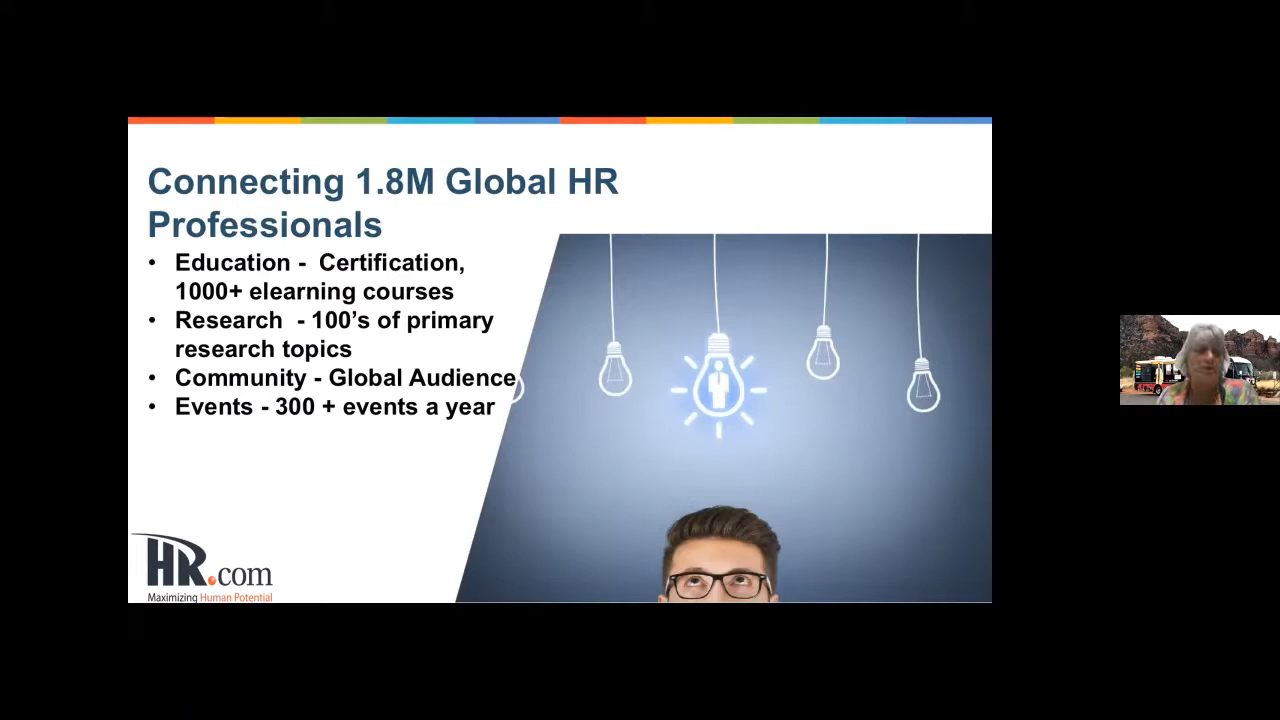 Connecting 1.8M Global HR
Professionals
• Education -  Certification,
1000+ elearning courses
• Research  - 100’s of primary
research topics
• Community - Global Audience
• Events - 300 + events a year
HR.com
Maximizing Human Potential